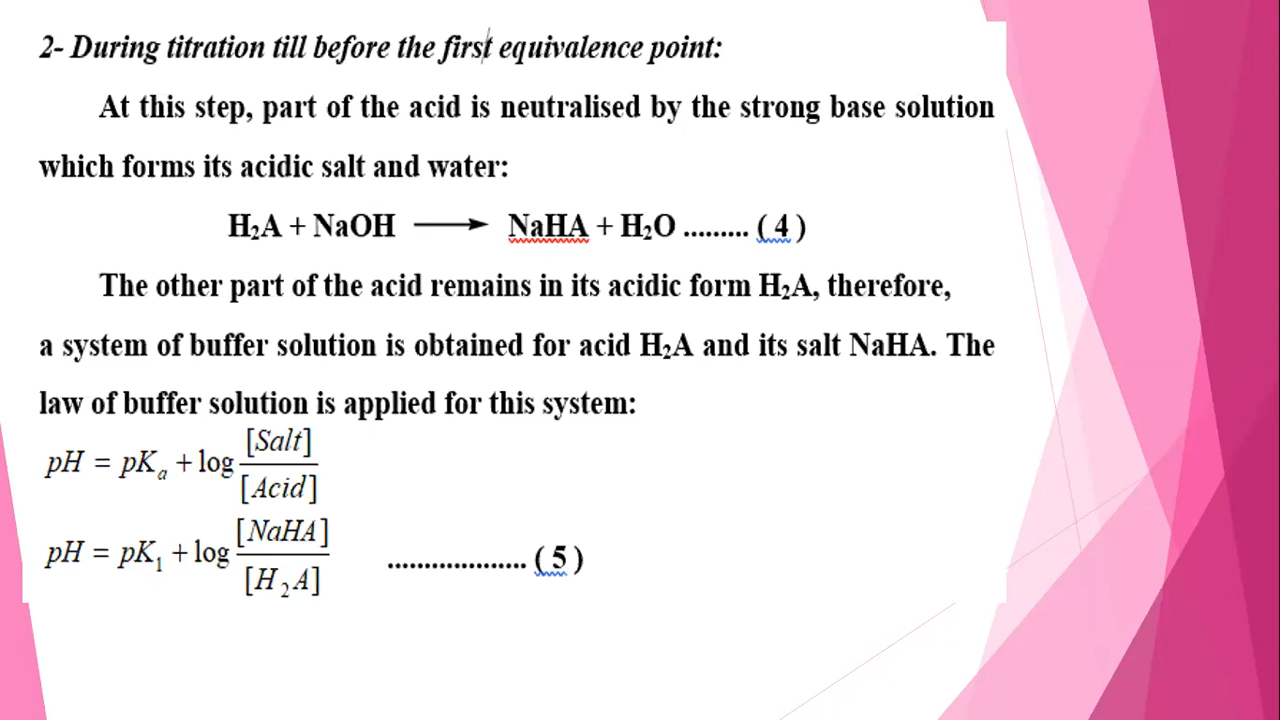 2- During titration till before the first equivalence point:
At this step, part of the acid is neutralised by the strong base solution
which forms its acidic salt and water:
H₂A + NaOH ⟶ NaHA + H₂O ......... ( 4 )
The other part of the acid remains in its acidic form H₂A, therefore,
a system of buffer solution is obtained for acid H₂A and its salt NaHA. The
law of buffer solution is applied for this system:
pH = pKₐ + log [Salt] / [Acid]
pH = pK₁ + log [NaHA] / [H₂A] ................... ( 5 )